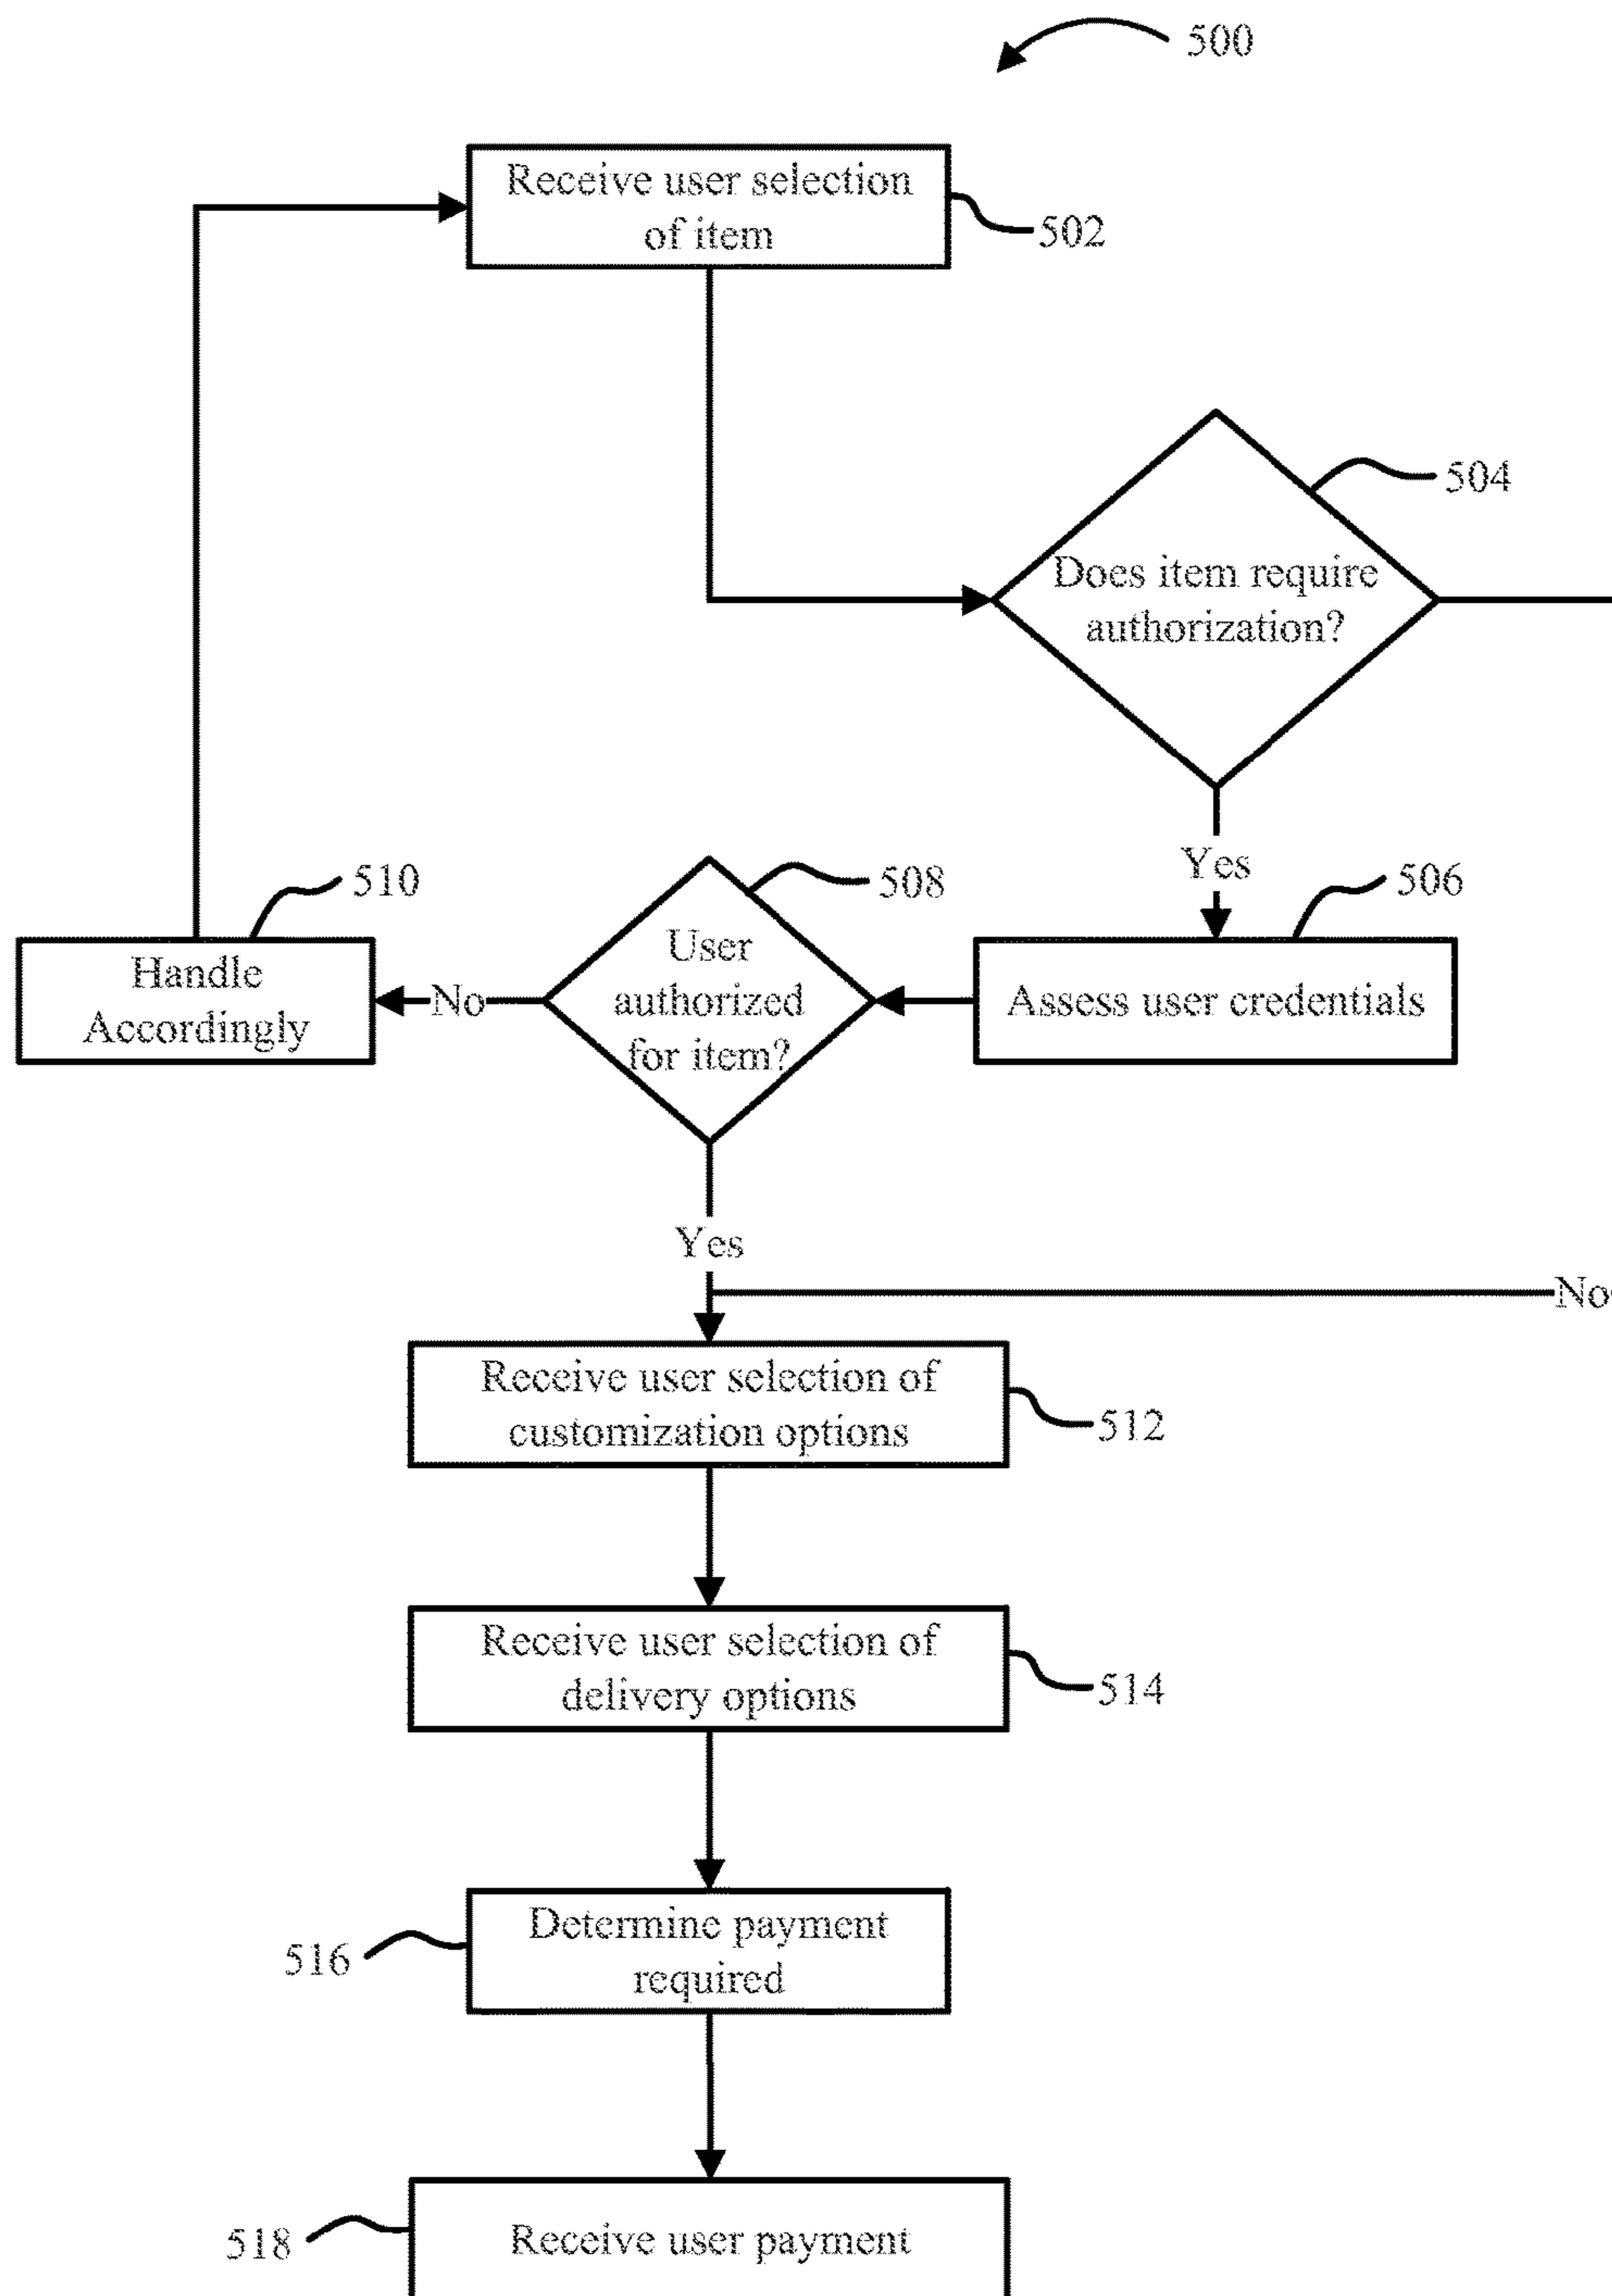 500
Receive user selection
of item
502
504
Does item require
authorization?
Yes
506
510
508
User
authorized
for item?
Handle
Accordingly
No
Assess user credentials
Yes
No
Receive user selection of
customization options
512
Receive user selection of
delivery options
514
Determine payment
required
516
Receive user payment
518